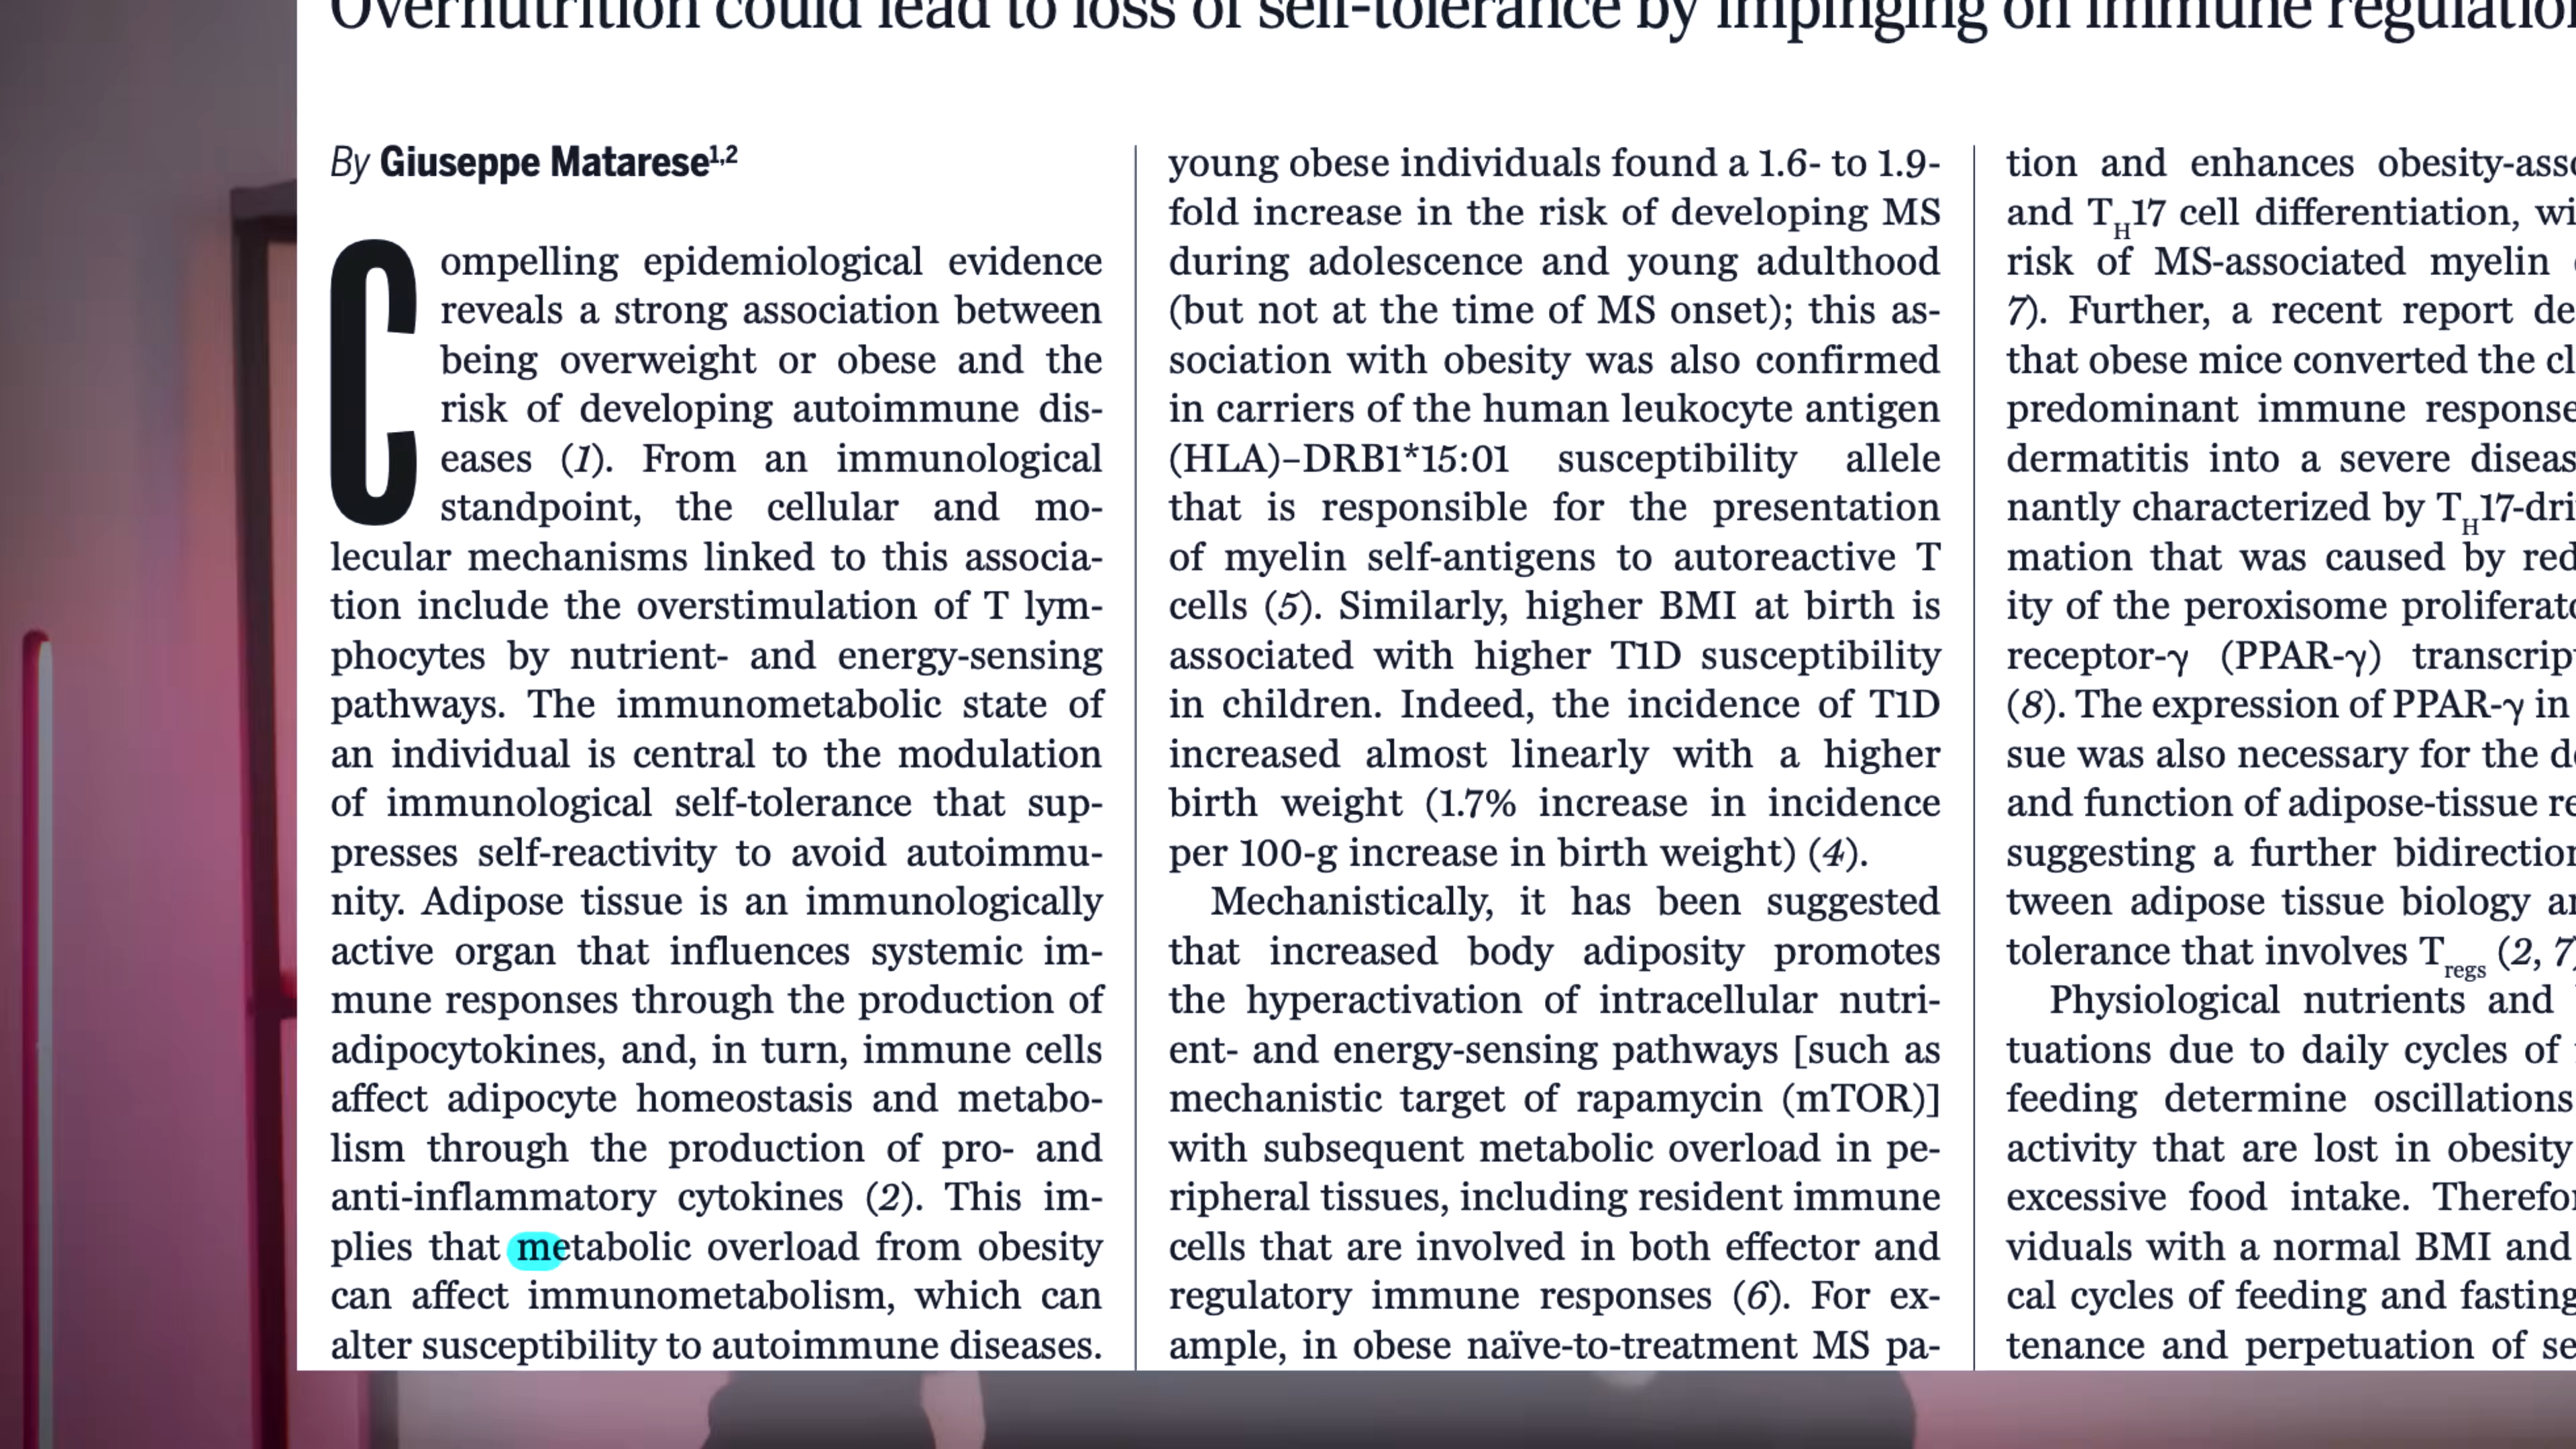 Overnutrition could lead to loss of self-tolerance by impinging on immune
By Giuseppe Matarese1,2
Compelling epidemiological evidence
reveals a strong association between
being overweight or obese and the
risk of developing autoimmune dis-
eases (1). From an immunological
standpoint, the cellular and mo-
lecular mechanisms linked to this associa-
tion include the overstimulation of T lym-
phocytes by nutrient- and energy-sensing
pathways. The immunometabolic state of
an individual is central to the modulation
of immunological self-tolerance that sup-
presses self-reactivity to avoid autoimmu-
nity. Adipose tissue is an immunologically
active organ that influences systemic im-
mune responses through the production of
adipocytokines, and, in turn, immune cells
affect adipocyte homeostasis and metabo-
lism through the production of pro- and
anti-inflammatory cytokines (2). This im-
plies that metabolic overload from obesity
can affect immunometabolism, which can
alter susceptibility to autoimmune diseases.
young obese individuals found a 1.6- to 1.9-
fold increase in the risk of developing MS
during adolescence and young adulthood
(but not at the time of MS onset); this as-
sociation with obesity was also confirmed
in carriers of the human leukocyte antigen
(HLA)–DRB1*15:01 susceptibility allele
that is responsible for the presentation
of myelin self-antigens to autoreactive T
cells (5). Similarly, higher BMI at birth is
associated with higher T1D susceptibility
in children. Indeed, the incidence of T1D
increased almost linearly with a higher
birth weight (1.7% increase in incidence
per 100-g increase in birth weight) (4).
Mechanistically, it has been suggested
that increased body adiposity promotes
the hyperactivation of intracellular nutri-
ent- and energy-sensing pathways [such as
mechanistic target of rapamycin (mTOR)]
with subsequent metabolic overload in pe-
ripheral tissues, including resident immune
cells that are involved in both effector and
regulatory immune responses (6). For ex-
ample, in obese naïve-to-treatment MS pa-
tion and enhances
and TH17 cell differentiation,
risk of MS-associated myelin
7). Further, a recent report
that obese mice converted the
predominant immune
dermatitis into a severe
nantly characterized by TH17-
mation that was caused by
ity of the peroxisome
receptor-γ (PPAR-γ)
(8). The expression of PPAR-γ in
sue was also necessary for the
and function of adipose-tissue
suggesting a further
tween adipose tissue biology
tolerance that involves Tregs (2, 7
Physiological nutrients and
tuations due to daily cycles of
feeding determine oscillations
activity that are lost in obesity
excessive food intake.
viduals with a normal BMI and
cal cycles of feeding and fasting
tenance and perpetuation of